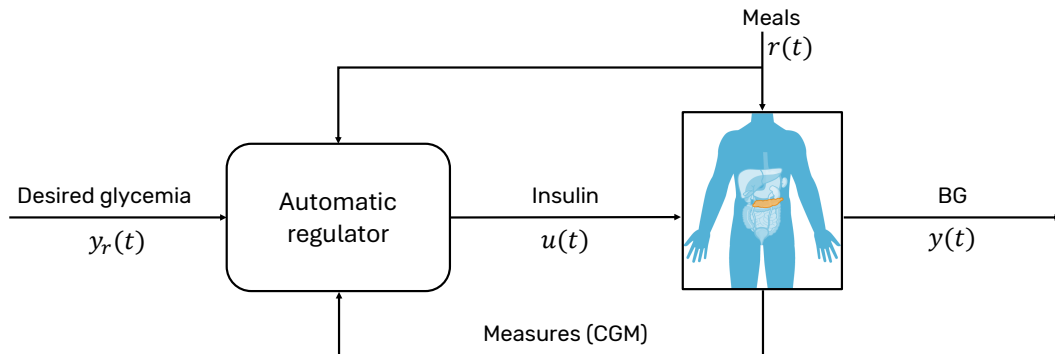 Meals
r(t)
Desired glycemia
y_r(t)
Automatic
regulator
Insulin
u(t)
BG
y(t)
Measures (CGM)